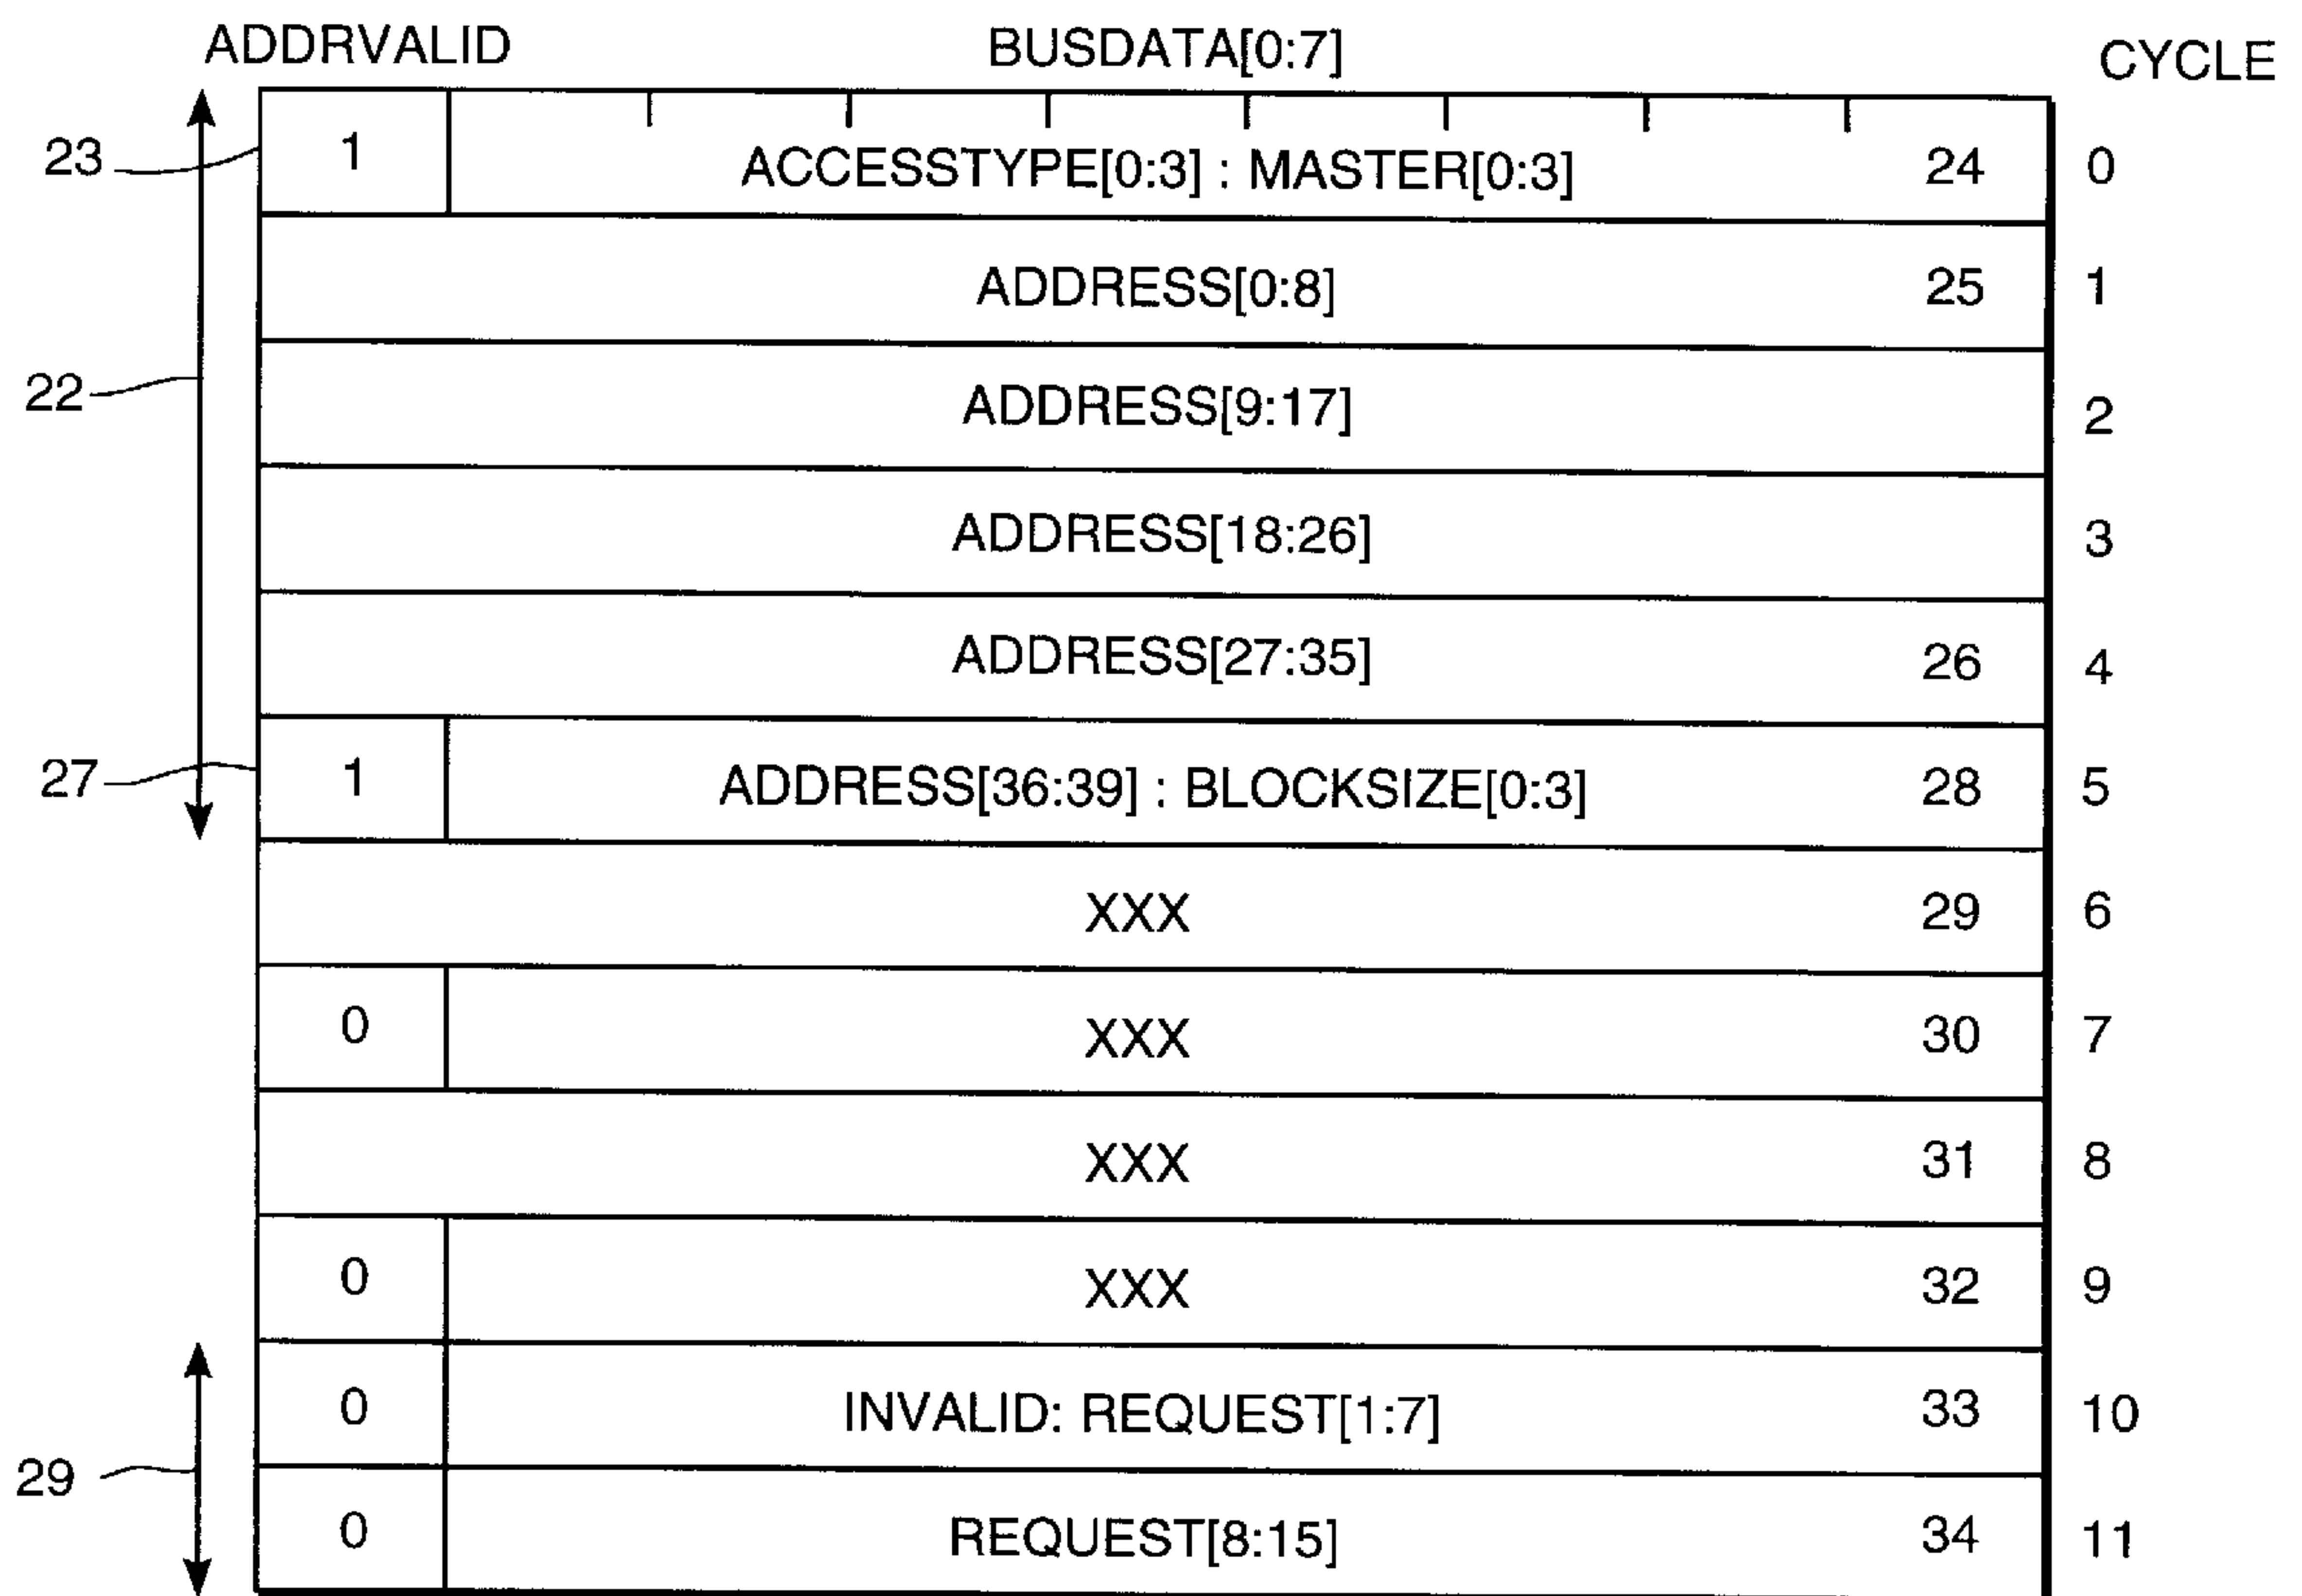 ADDRVALID BUSDATA[0:7] CYCLE
23 1 ACCESSTYPE[0:3] : MASTER[0:3] 24 0
ADDRESS[0:8] 25 1
22 ADDRESS[9:17] 2
ADDRESS[18:26] 3
ADDRESS[27:35] 26 4
27 1 ADDRESS[36:39] : BLOCKSIZE[0:3] 28 5
XXX 29 6
0 XXX 30 7
XXX 31 8
0 XXX 32 9
0 INVALID: REQUEST[1:7] 33 10
29 0 REQUEST[8:15] 34 11